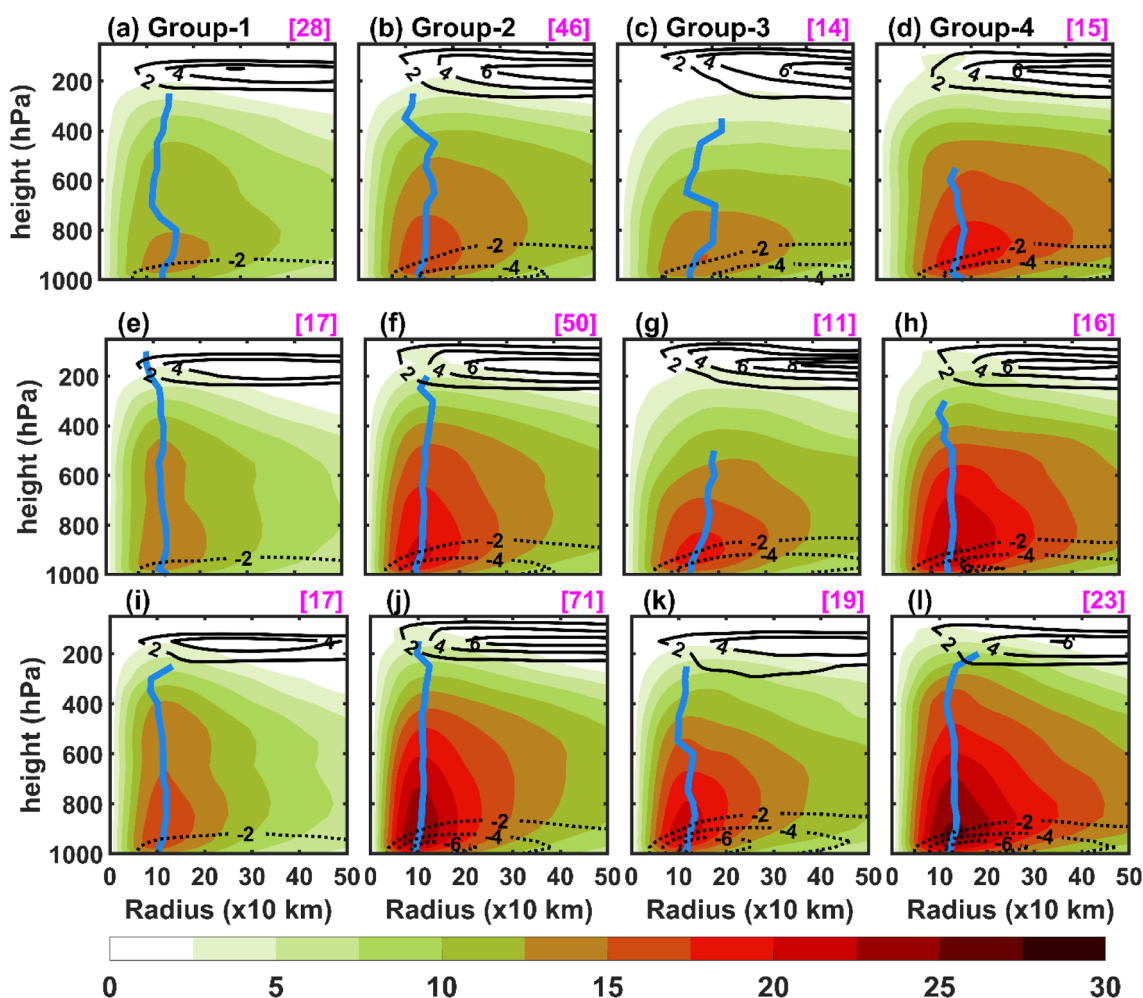 (a) Group-1 [28] (b) Group-2 [46] (c) Group-3 [14] (d) Group-4 [15]
height (hPa)
200
400
600
800
1000
2 4 -2
2 4 6 -2 -4
2 4 6 -2 -4 -4
2 4 6 -2 -4
(e) [17] (f) [50] (g) [11] (h) [16]
height (hPa)
200
400
600
800
1000
2 4 -2
2 4 6 -2 -4
2 4 6 8 -2 -4
2 4 6 -2 -4 -6
(i) [17] (j) [71] (k) [19] (l) [23]
height (hPa)
200
400
600
800
1000
2 4 -2
2 4 6 -2 -4 -6
2 4 -2 -4 -6
2 4 6 -2 -4 -6
0 10 20 30 40 50 0 10 20 30 40 50 0 10 20 30 40 50 0 10 20 30 40 50
Radius (x10 km) Radius (x10 km) Radius (x10 km) Radius (x10 km)
0 5 10 15 20 25 30